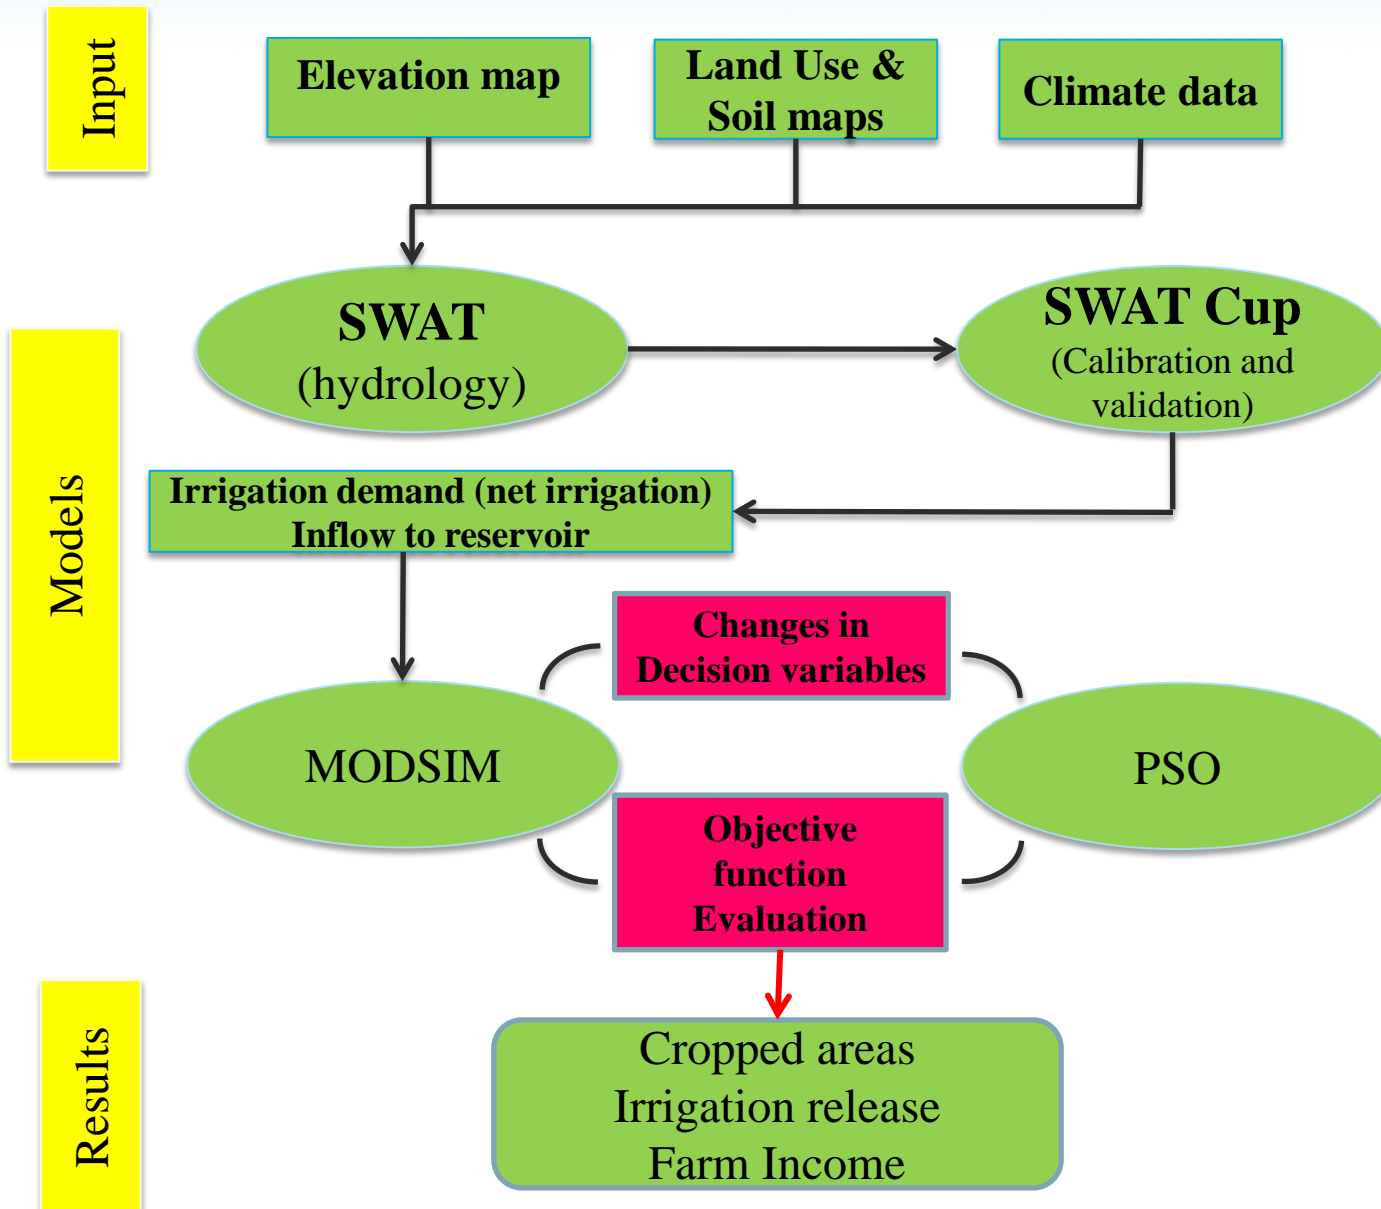 Input
Elevation map
Land Use &
Soil maps
Climate data
Models
SWAT
(hydrology)
SWAT Cup
(Calibration and
validation)
Irrigation demand (net irrigation)
Inflow to reservoir
Changes in
Decision variables
MODSIM
PSO
Objective
function
Evaluation
Results
Cropped areas
Irrigation release
Farm Income